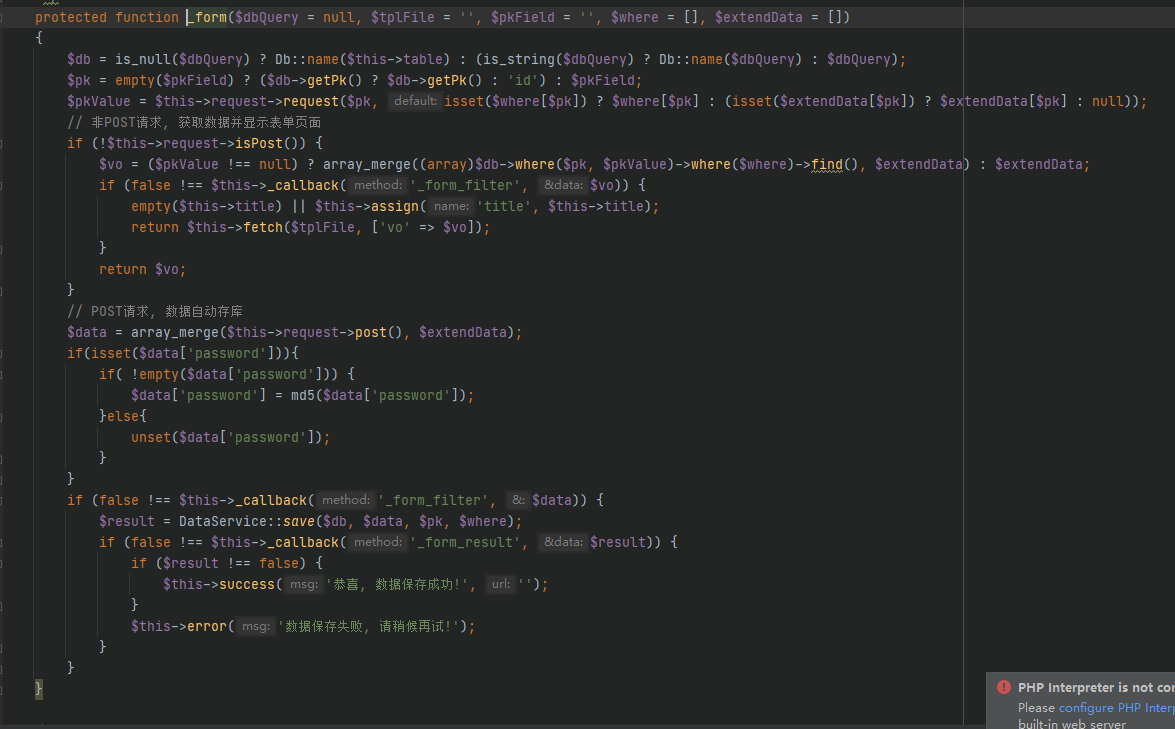 protected function _form($dbQuery = null, $tplFile = '', $pkField = '', $where = [], $extendData = [])
{
$db = is_null($dbQuery) ? Db::name($this->table) : (is_string($dbQuery) ? Db::name($dbQuery) : $dbQuery);
$pk = empty($pkField) ? ($db->getPk() ? $db->getPk() : 'id') : $pkField;
$pkValue = $this->request->request($pk, default: isset($where[$pk]) ? $where[$pk] : (isset($extendData[$pk]) ? $extendData[$pk] : null));
// 非POST请求, 获取数据并显示表单页面
if (!$this->request->isPost()) {
$vo = ($pkValue !== null) ? array_merge((array)$db->where($pk, $pkValue)->where($where)->find(), $extendData) : $extendData;
if (false !== $this->_callback( method: '_form_filter', &data: $vo)) {
empty($this->title) || $this->assign( name: 'title', $this->title);
return $this->fetch($tplFile, ['vo' => $vo]);
}
return $vo;
}
// POST请求, 数据自动存库
$data = array_merge($this->request->post(), $extendData);
if(isset($data['password'])){
if( !empty($data['password'])) {
$data['password'] = md5($data['password']);
}else{
unset($data['password']);
}
}
if (false !== $this->_callback( method: '_form_filter', &: $data)) {
$result = DataService::save($db, $data, $pk, $where);
if (false !== $this->_callback( method: '_form_result', &data: $result)) {
if ($result !== false) {
$this->success( msg: '恭喜, 数据保存成功!', url: '');
}
$this->error( msg: '数据保存失败, 请稍候再试!');
}
}
}
PHP Interpreter is not con
Please configure PHP Interp
built-in web server